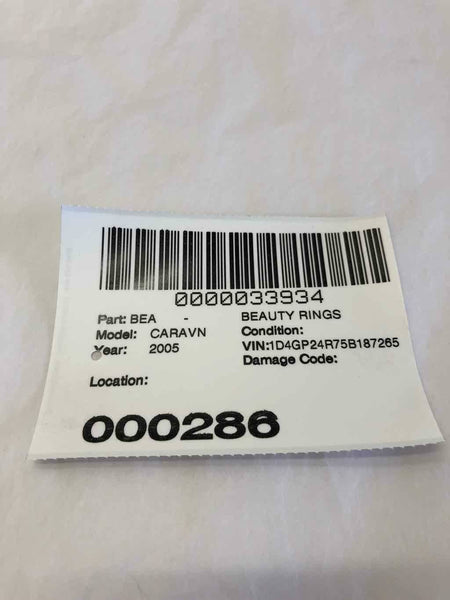 0000033934
Part: BEA - BEAUTY RINGS
Model: CARAVN Condition:
Year: 2005 VIN:1D4GP24R75B187265
Damage Code:
Location:
000286